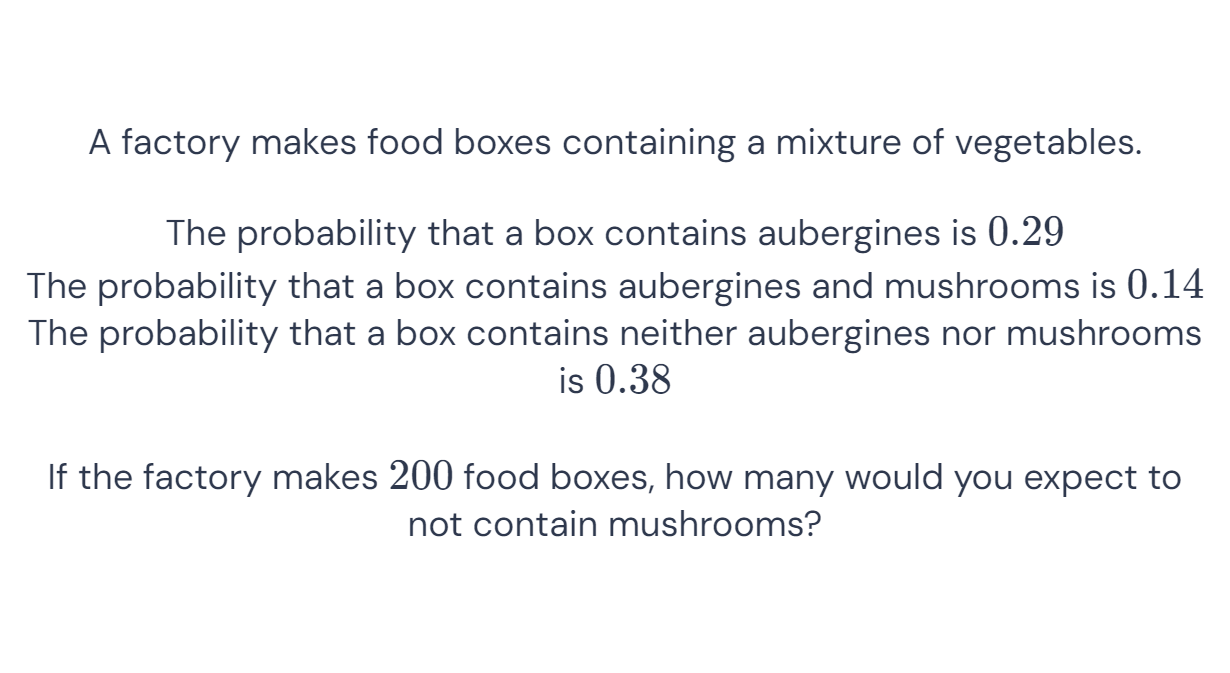 A factory makes food boxes containing a mixture of vegetables.
The probability that a box contains aubergines is 0.29
The probability that a box contains aubergines and mushrooms is 0.14
The probability that a box contains neither aubergines nor mushrooms
is 0.38
If the factory makes 200 food boxes, how many would you expect to
not contain mushrooms?